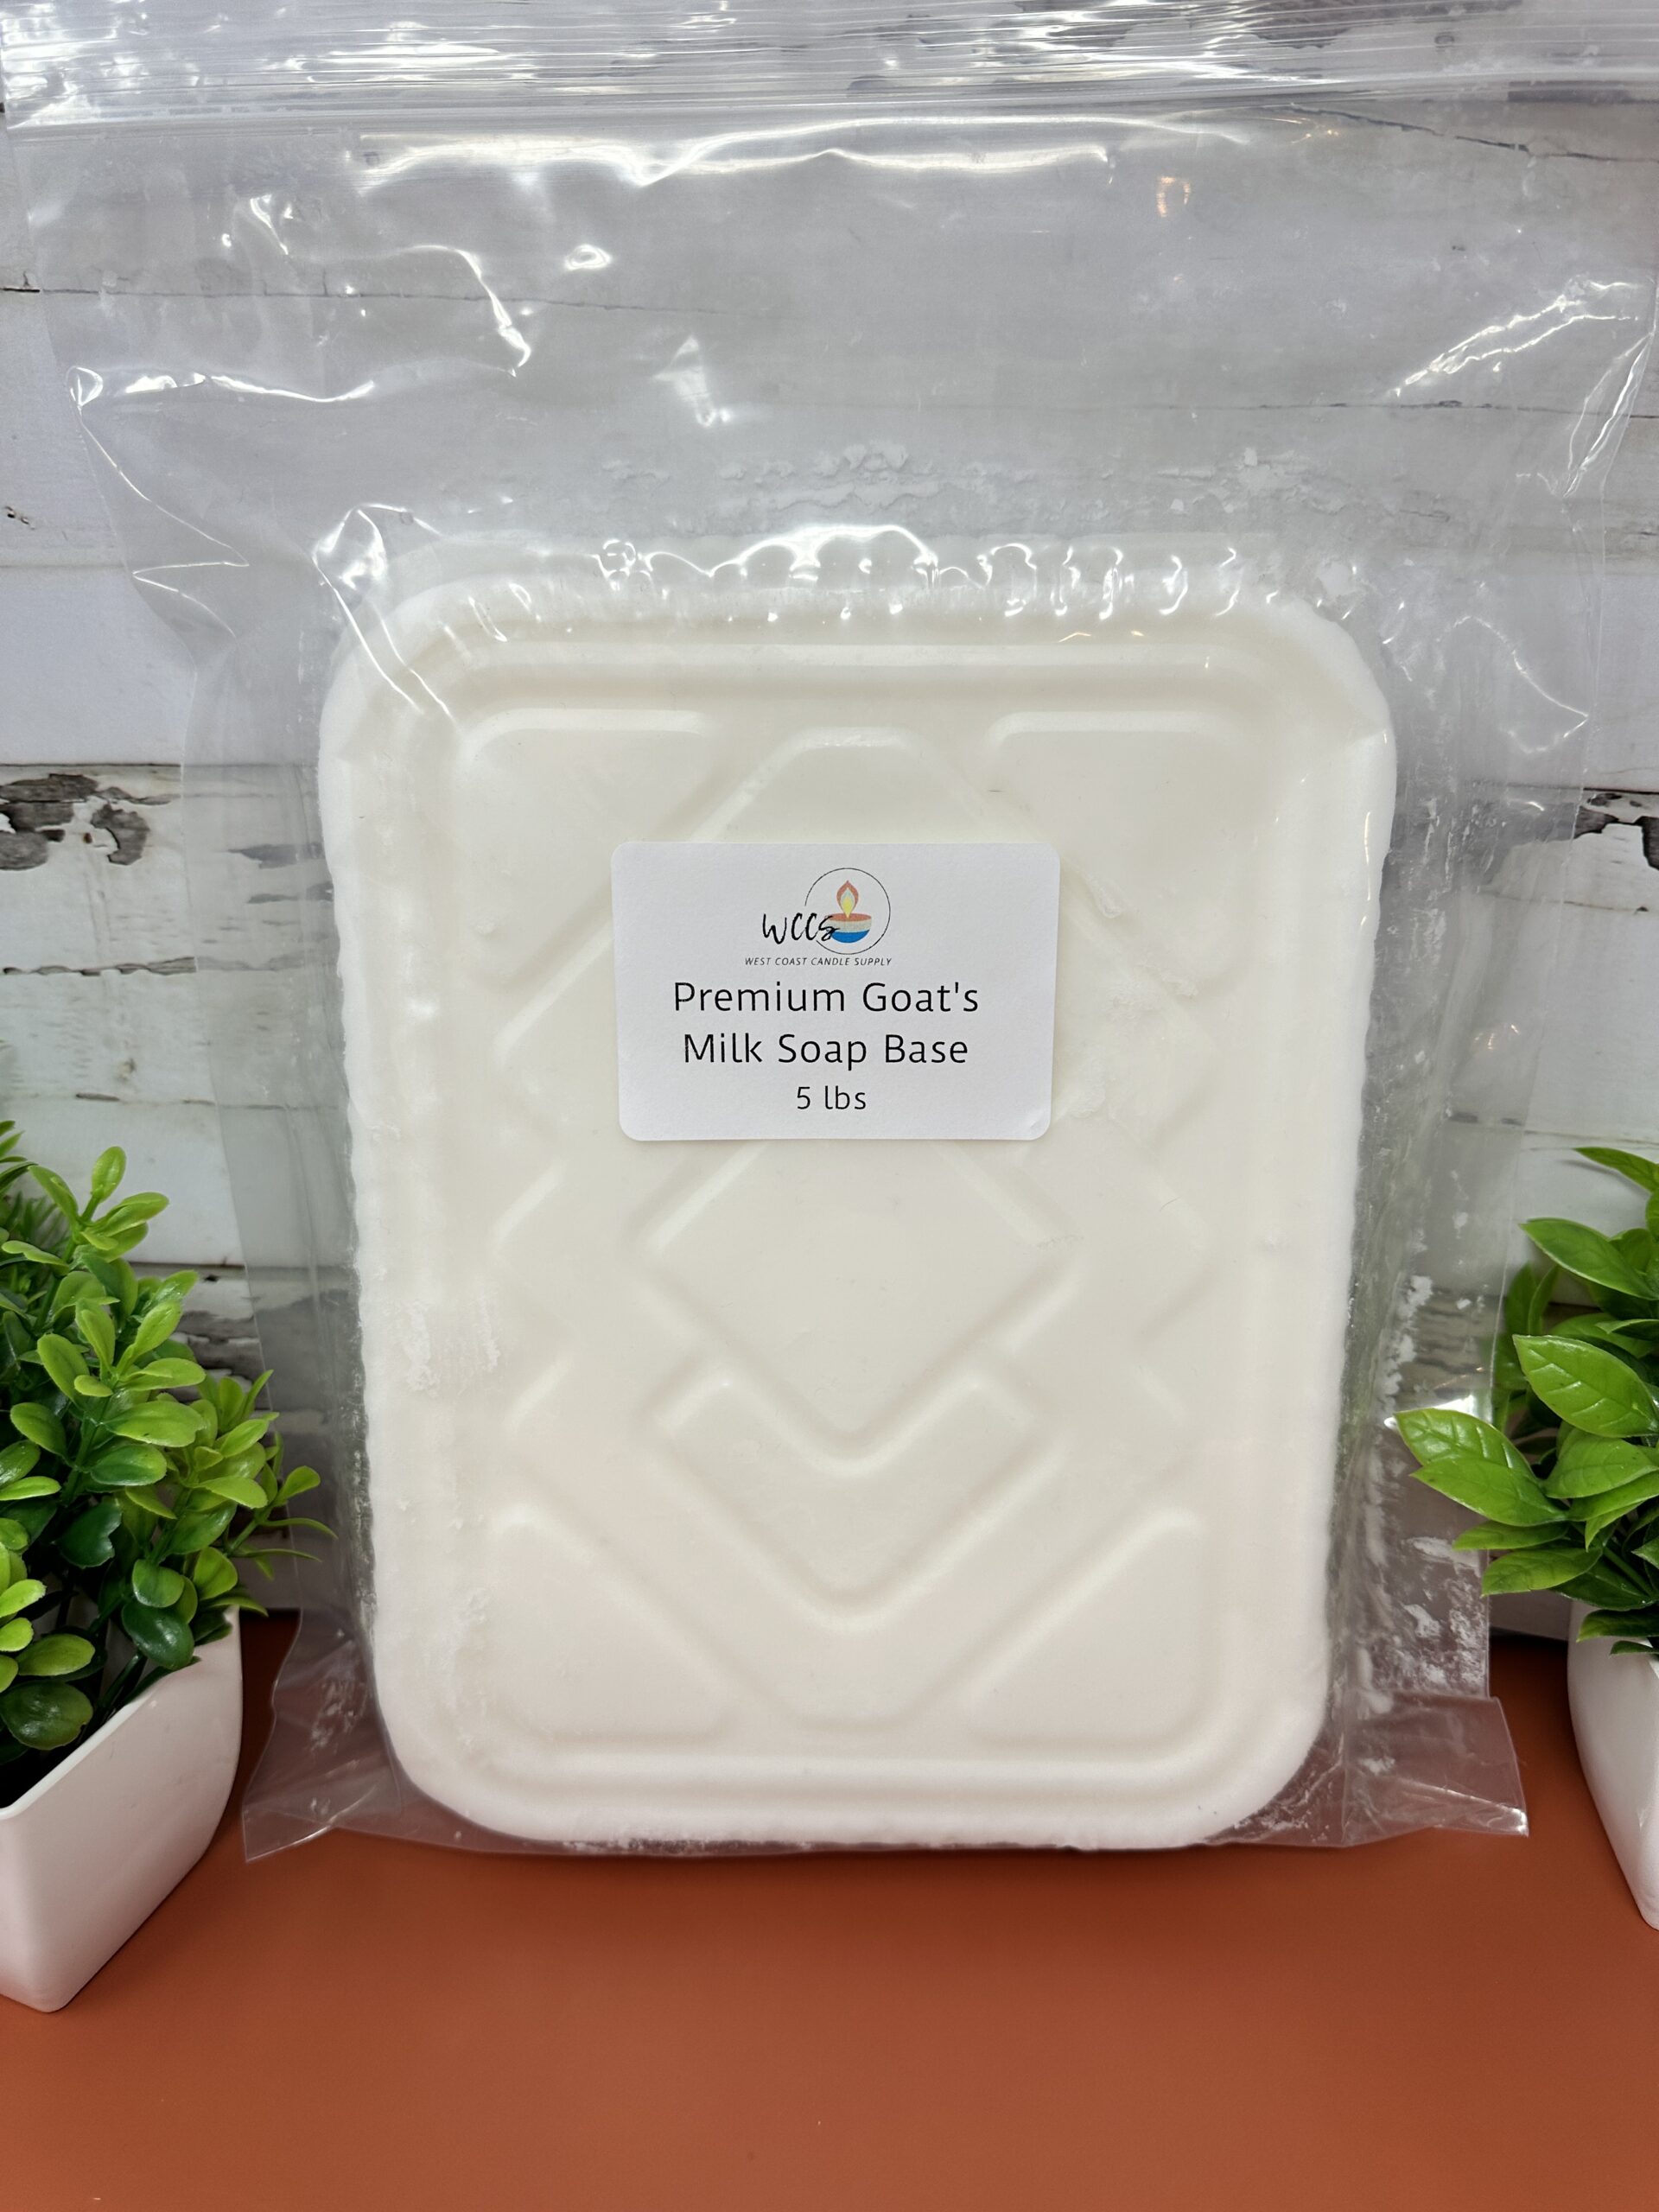 WCCS
WEST COAST CANDLE SUPPLY
Premium Goat's
Milk Soap Base
5 lbs